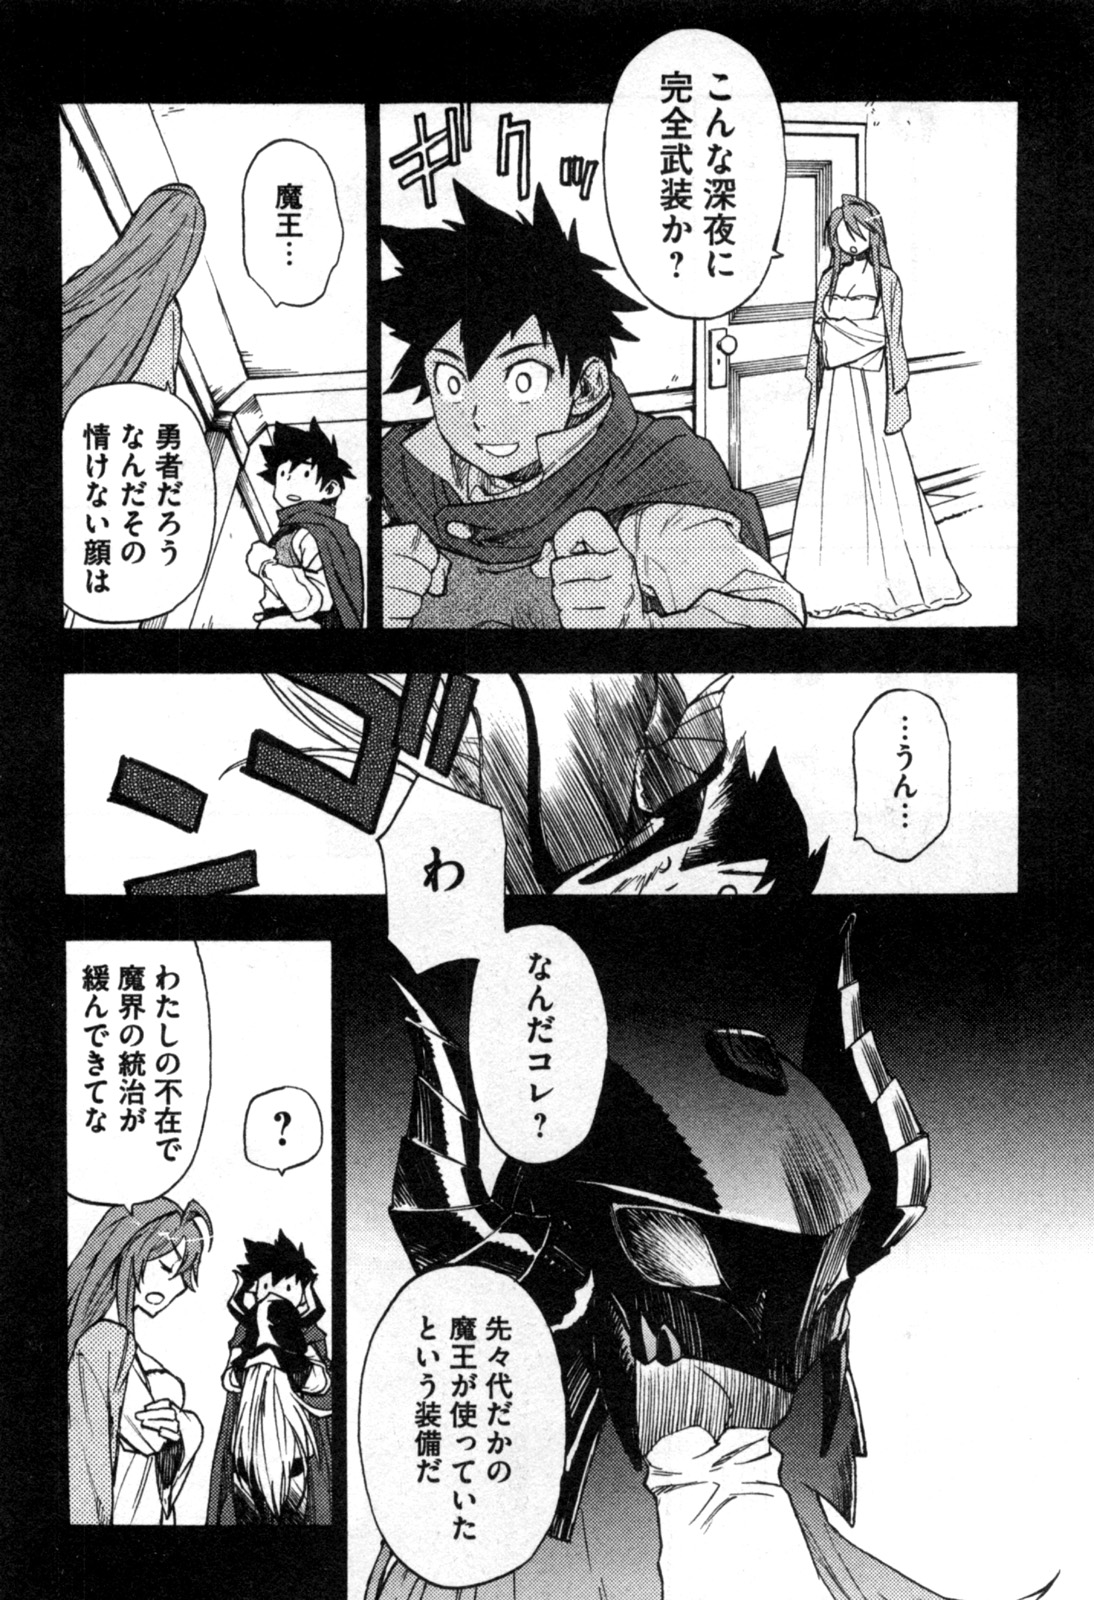 こんな深夜に
完全武装か?
ギクッ
魔王…
勇者だろう
なんだその
情けない顔は
…うん…
ゴン
わ
なんだコレ?
先々代だかの
魔王が使っていた
という装備だ
わたしの不在で
魔界の統治が
緩んできてな
?